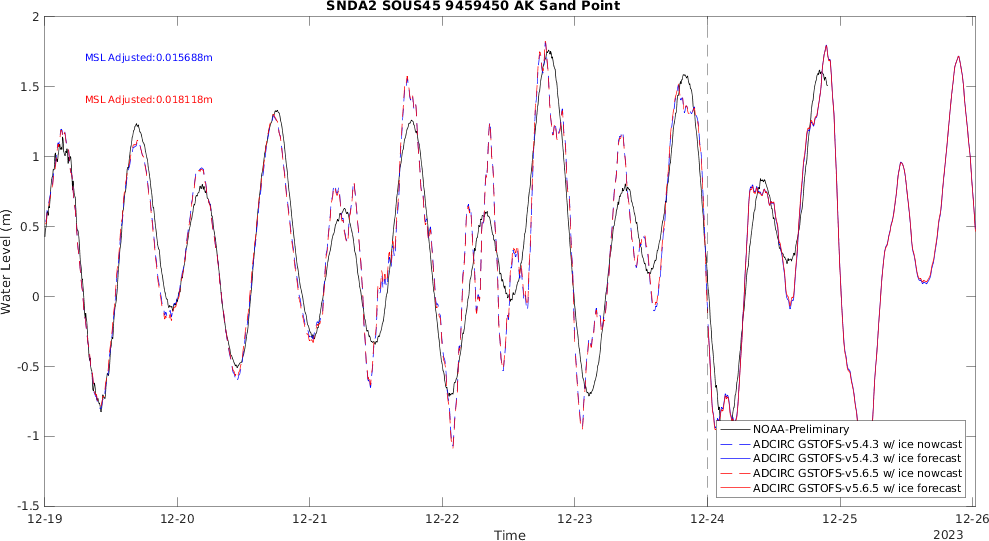 SNDA2 SOUS45 9459450 AK Sand Point
MSL Adjusted:0.015688m
MSL Adjusted:0.018118m
Water Level (m)
2
1.5
1
0.5
0
-0.5
-1
-1.5
NOAA-Preliminary
ADCIRC GSTOFS-v5.4.3 w/ ice nowcast
ADCIRC GSTOFS-v5.4.3 w/ ice forecast
ADCIRC GSTOFS-v5.6.5 w/ ice nowcast
ADCIRC GSTOFS-v5.6.5 w/ ice forecast
12-19 12-20 12-21 12-22 12-23 12-24 12-25 12-26
Time
2023